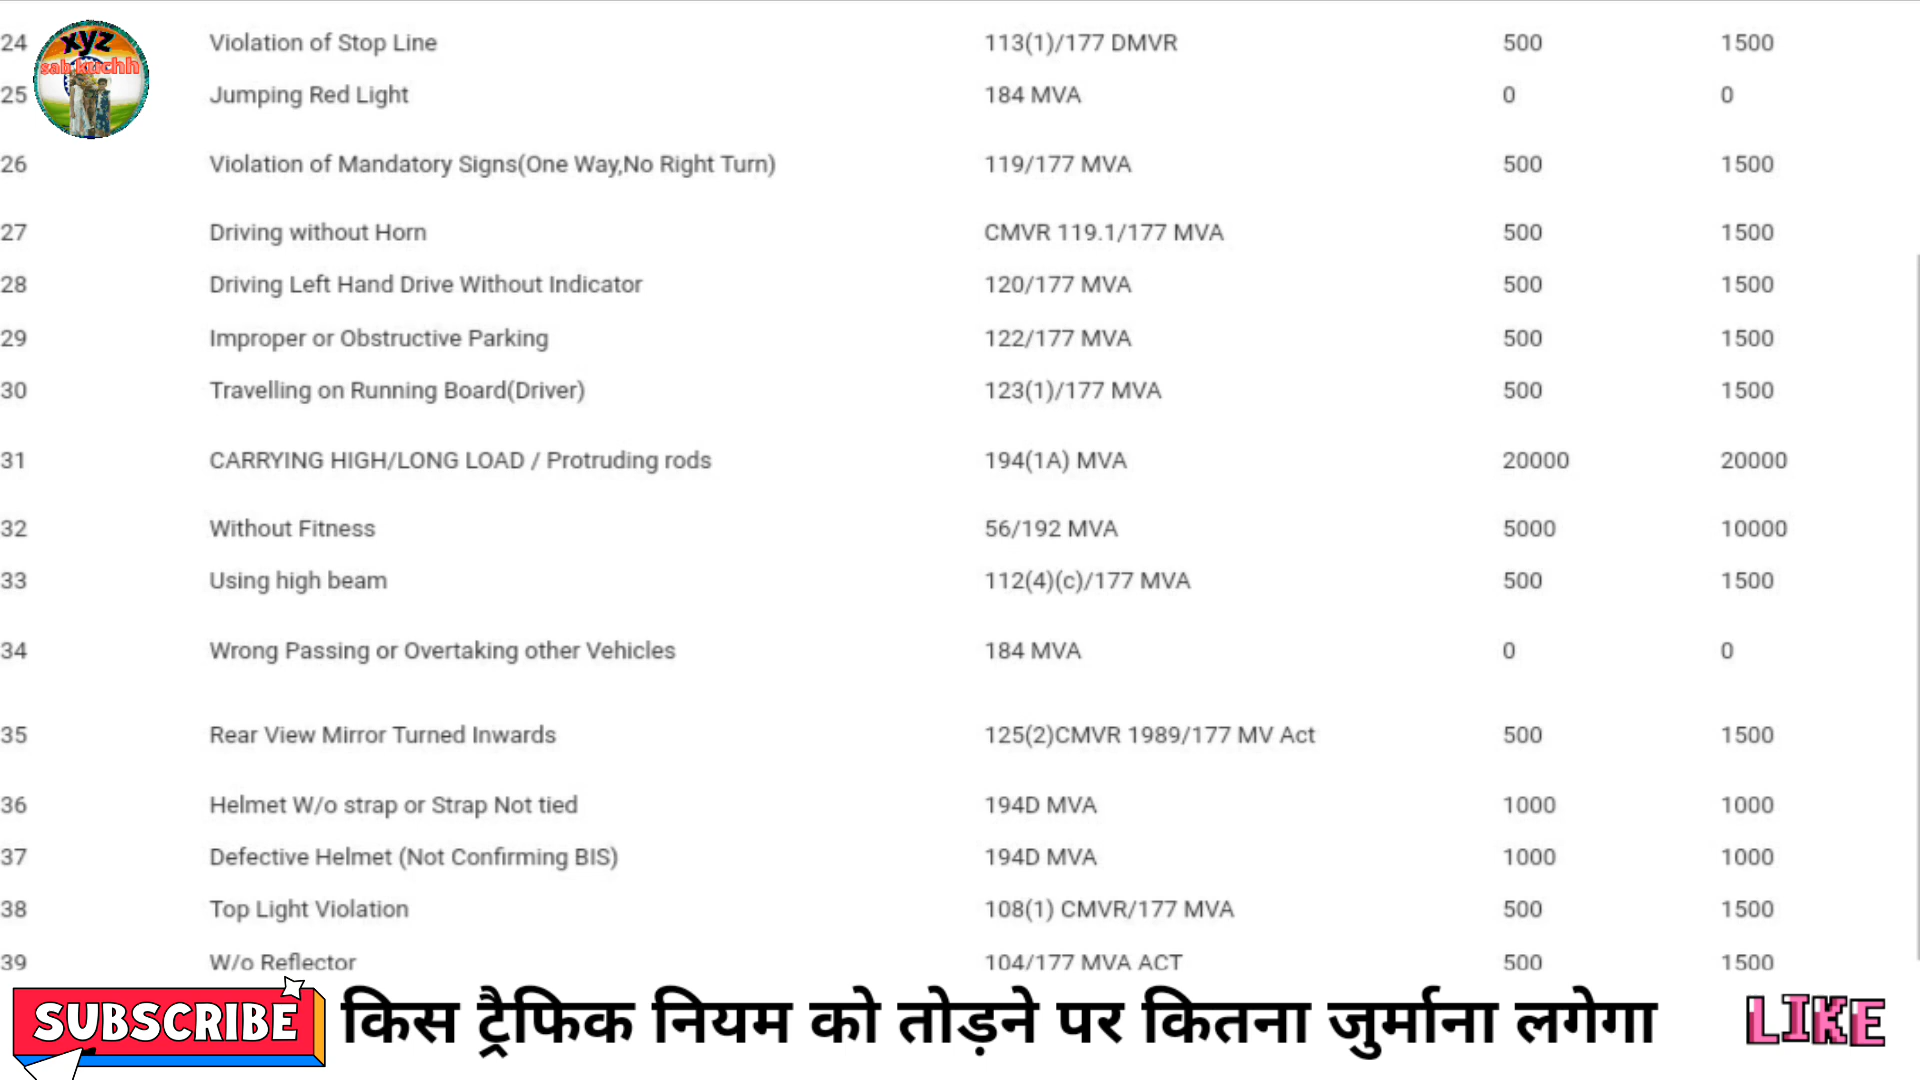 24 Violation of Stop Line 113(1)/177 DMVR 500 1500
xyz
sab kuchh
25 Jumping Red Light 184 MVA 0 0
26 Violation of Mandatory Signs(One Way,No Right Turn) 119/177 MVA 500 1500
27 Driving without Horn CMVR 119.1/177 MVA 500 1500
28 Driving Left Hand Drive Without Indicator 120/177 MVA 500 1500
29 Improper or Obstructive Parking 122/177 MVA 500 1500
30 Travelling on Running Board(Driver) 123(1)/177 MVA 500 1500
31 CARRYING HIGH/LONG LOAD / Protruding rods 194(1A) MVA 20000 20000
32 Without Fitness 56/192 MVA 5000 10000
33 Using high beam 112(4)(c)/177 MVA 500 1500
34 Wrong Passing or Overtaking other Vehicles 184 MVA 0 0
35 Rear View Mirror Turned Inwards 125(2)CMVR 1989/177 MV Act 500 1500
36 Helmet W/o strap or Strap Not tied 194D MVA 1000 1000
37 Defective Helmet (Not Confirming BIS) 194D MVA 1000 1000
38 Top Light Violation 108(1) CMVR/177 MVA 500 1500
39 W/o Reflector 104/177 MVA ACT 500 1500
SUBSCRIBE किस ट्रैफिक नियम को तोड़ने पर कितना जुर्माना लगेगा LIKE